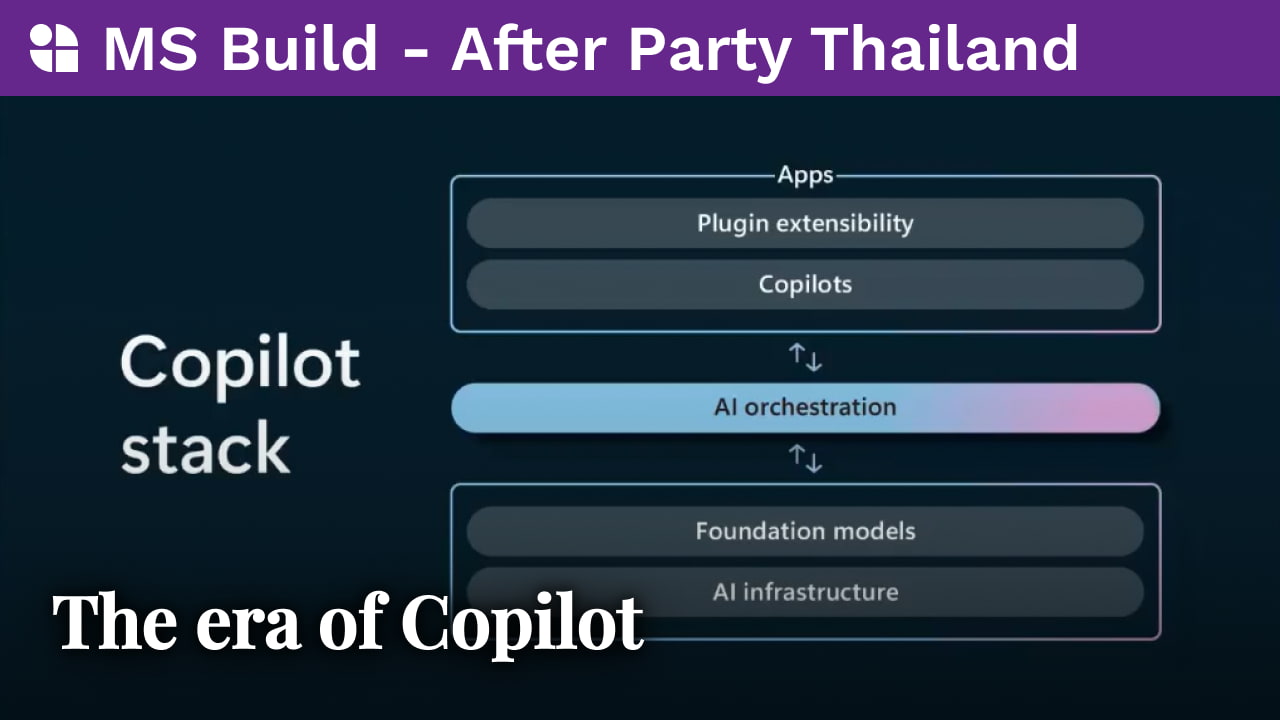 MS Build - After Party Thailand
Apps
Plugin extensibility
Copilots
Copilot
stack
AI orchestration
Foundation models
AI infrastructure
The era of Copilot